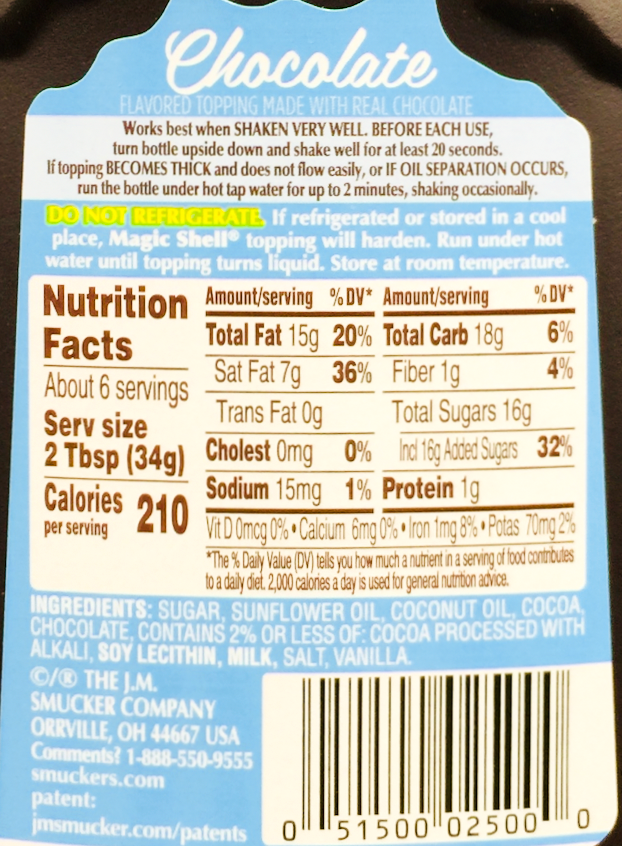 Chocolate
FLAVORED TOPPING MADE WITH REAL CHOCOLATE
Works best when SHAKEN VERY WELL. BEFORE EACH USE,
turn bottle upside down and shake well for at least 20 seconds.
If topping BECOMES THICK and does not flow easily, or IF OIL SEPARATION OCCURS,
run the bottle under hot tap water for up to 2 minutes, shaking occasionally.
DO NOT REFRIGERATE. If refrigerated or stored in a cool
place, Magic Shell® topping will harden. Run under hot
water until topping turns liquid. Store at room temperature.
Nutrition
Facts
About 6 servings
Serv size
2 Tbsp (34g)
Calories 210
per serving
Amount/serving %DV*
Total Fat 15g 20%
Sat Fat 7g 36%
Trans Fat 0g
Cholest 0mg 0%
Sodium 15mg 1%
Amount/serving %DV*
Total Carb 18g 6%
Fiber 1g 4%
Total Sugars 16g
Incl 16g Added Sugars 32%
Protein 1g
Vit D 0mcg 0% • Calcium 6mg 0% • Iron 1mg 8% • Potas 70mg 2%
*The % Daily Value (DV) tells you how much a nutrient in a serving of food contributes
to a daily diet. 2,000 calories a day is used for general nutrition advice.
INGREDIENTS: SUGAR, SUNFLOWER OIL, COCONUT OIL, COCOA,
CHOCOLATE, CONTAINS 2% OR LESS OF: COCOA PROCESSED WITH
ALKALI, SOY LECITHIN, MILK, SALT, VANILLA.
©/® THE J.M.
SMUCKER COMPANY
ORRVILLE, OH 44667 USA
Comments? 1-888-550-9555
smuckers.com
patent:
jmsmucker.com/patents
0 51500 02500 0